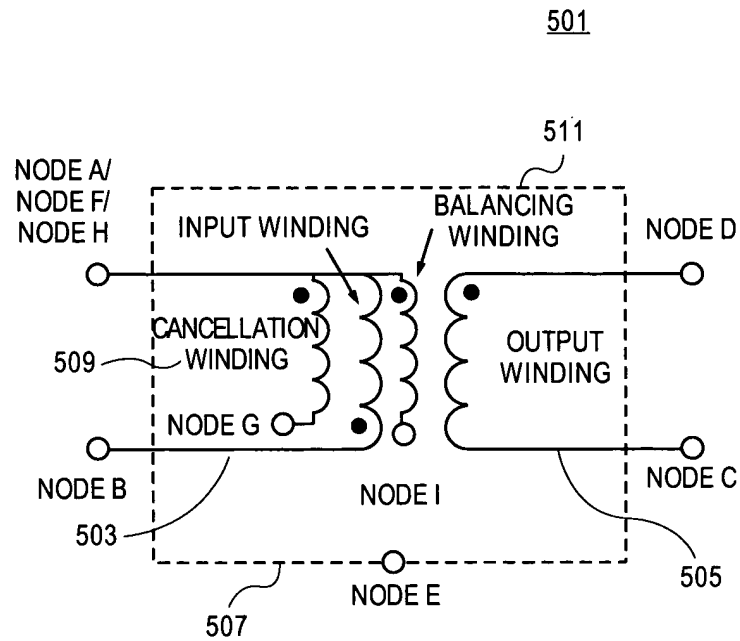 501
511
NODE A/
NODE F/
NODE H
INPUT WINDING
BALANCING
WINDING
NODE D
CANCELLATION
WINDING
509
OUTPUT
WINDING
NODE G
NODE B
NODE I
NODE C
503
505
NODE E
507